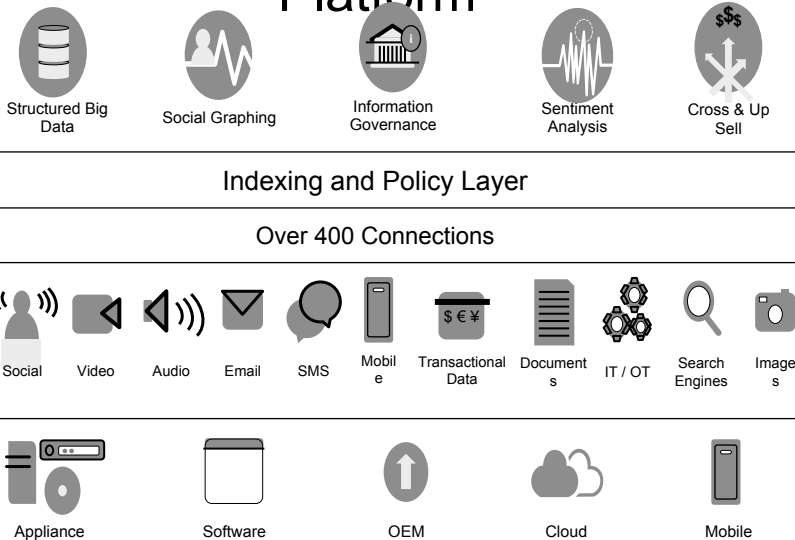 Platform
$$$
i
Structured Big
Data
Social Graphing
Information
Governance
Sentiment
Analysis
Cross & Up
Sell
Indexing and Policy Layer
Over 400 Connections
$ € ¥
Social
Video
Audio
Email
SMS
Mobil
e
Transactional
Data
Document
s
IT / OT
Search
Engines
Image
s
Appliance
Software
OEM
Cloud
Mobile